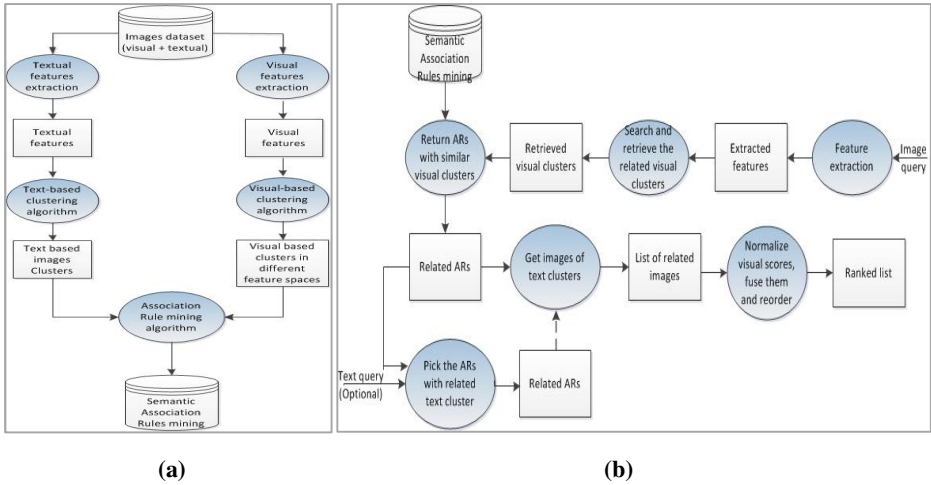 Images dataset
(visual + textual)
Textual
features
extraction
Visual
features
extraction
Textual
features
Visual
features
Text-based
clustering
algorithm
Visual-based
clustering
algorithm
Text based
images
Clusters
Visual based
clusters in
different
feature spaces
Association
Rule mining
algorithm
Semantic
Association
Rules mining
(a)
Semantic
Association
Rules mining
Return ARs
with similar
visual clusters
Retrieved
visual clusters
Search and
retrieve the
related visual
clusters
Extracted
features
Feature
extraction
Image
query
Related ARs
Get images of
text clusters
List of related
images
Normalize
visual scores,
fuse them
and reorder
Ranked list
Text query
(Optional)
Pick the ARs
with related
text cluster
Related ARs
(b)